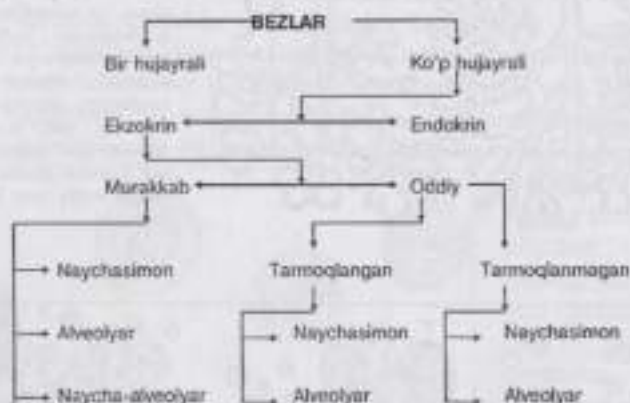 BEZLAR
Bir hujayrali Ko'p hujayrali
Ekzokrin Endokrin
Murakkab Oddiy
Naychasimon Tarmoqlangan Tarmoqlanmagan
Alveolyar Naychasimon Naychasimon
Naycha-alveolyar Alveolyar Alveolyar